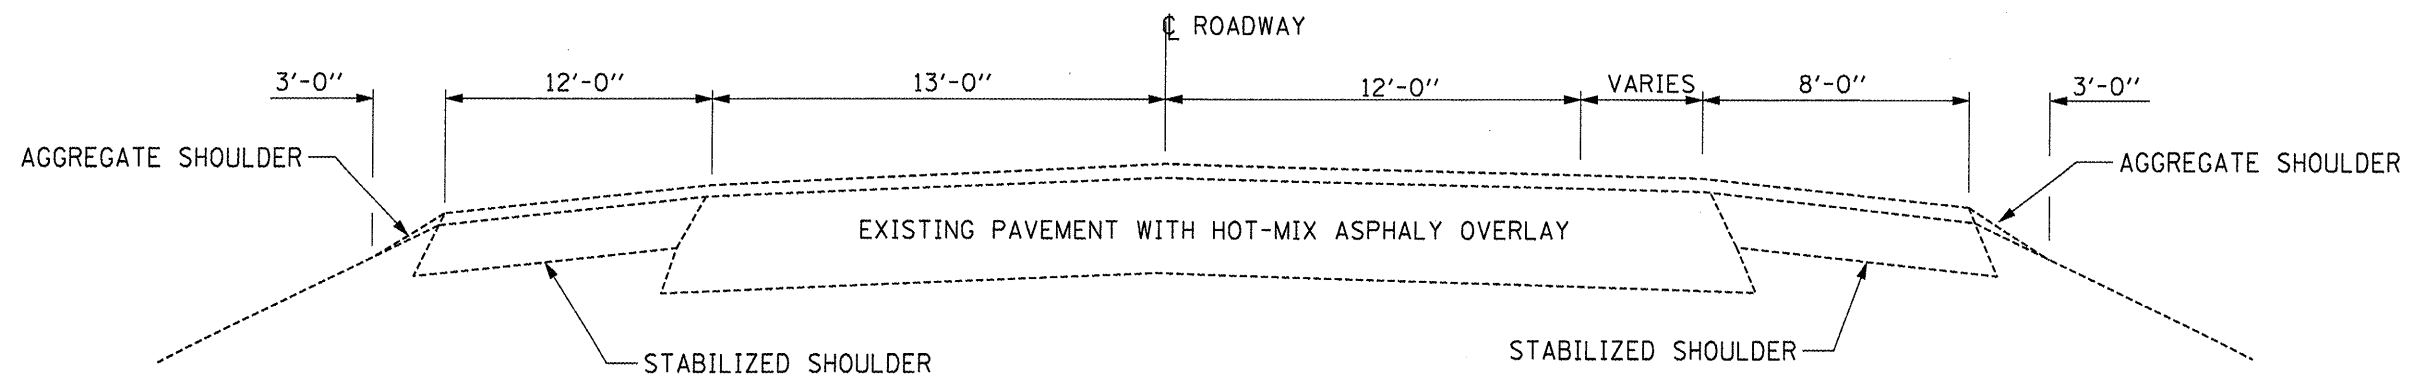 ℄ ROADWAY
3'-0"
12'-0"
13'-0"
12'-0"
VARIES
8'-0"
3'-0"
AGGREGATE SHOULDER
AGGREGATE SHOULDER
EXISTING PAVEMENT WITH HOT-MIX ASPHALY OVERLAY
STABILIZED SHOULDER
STABILIZED SHOULDER